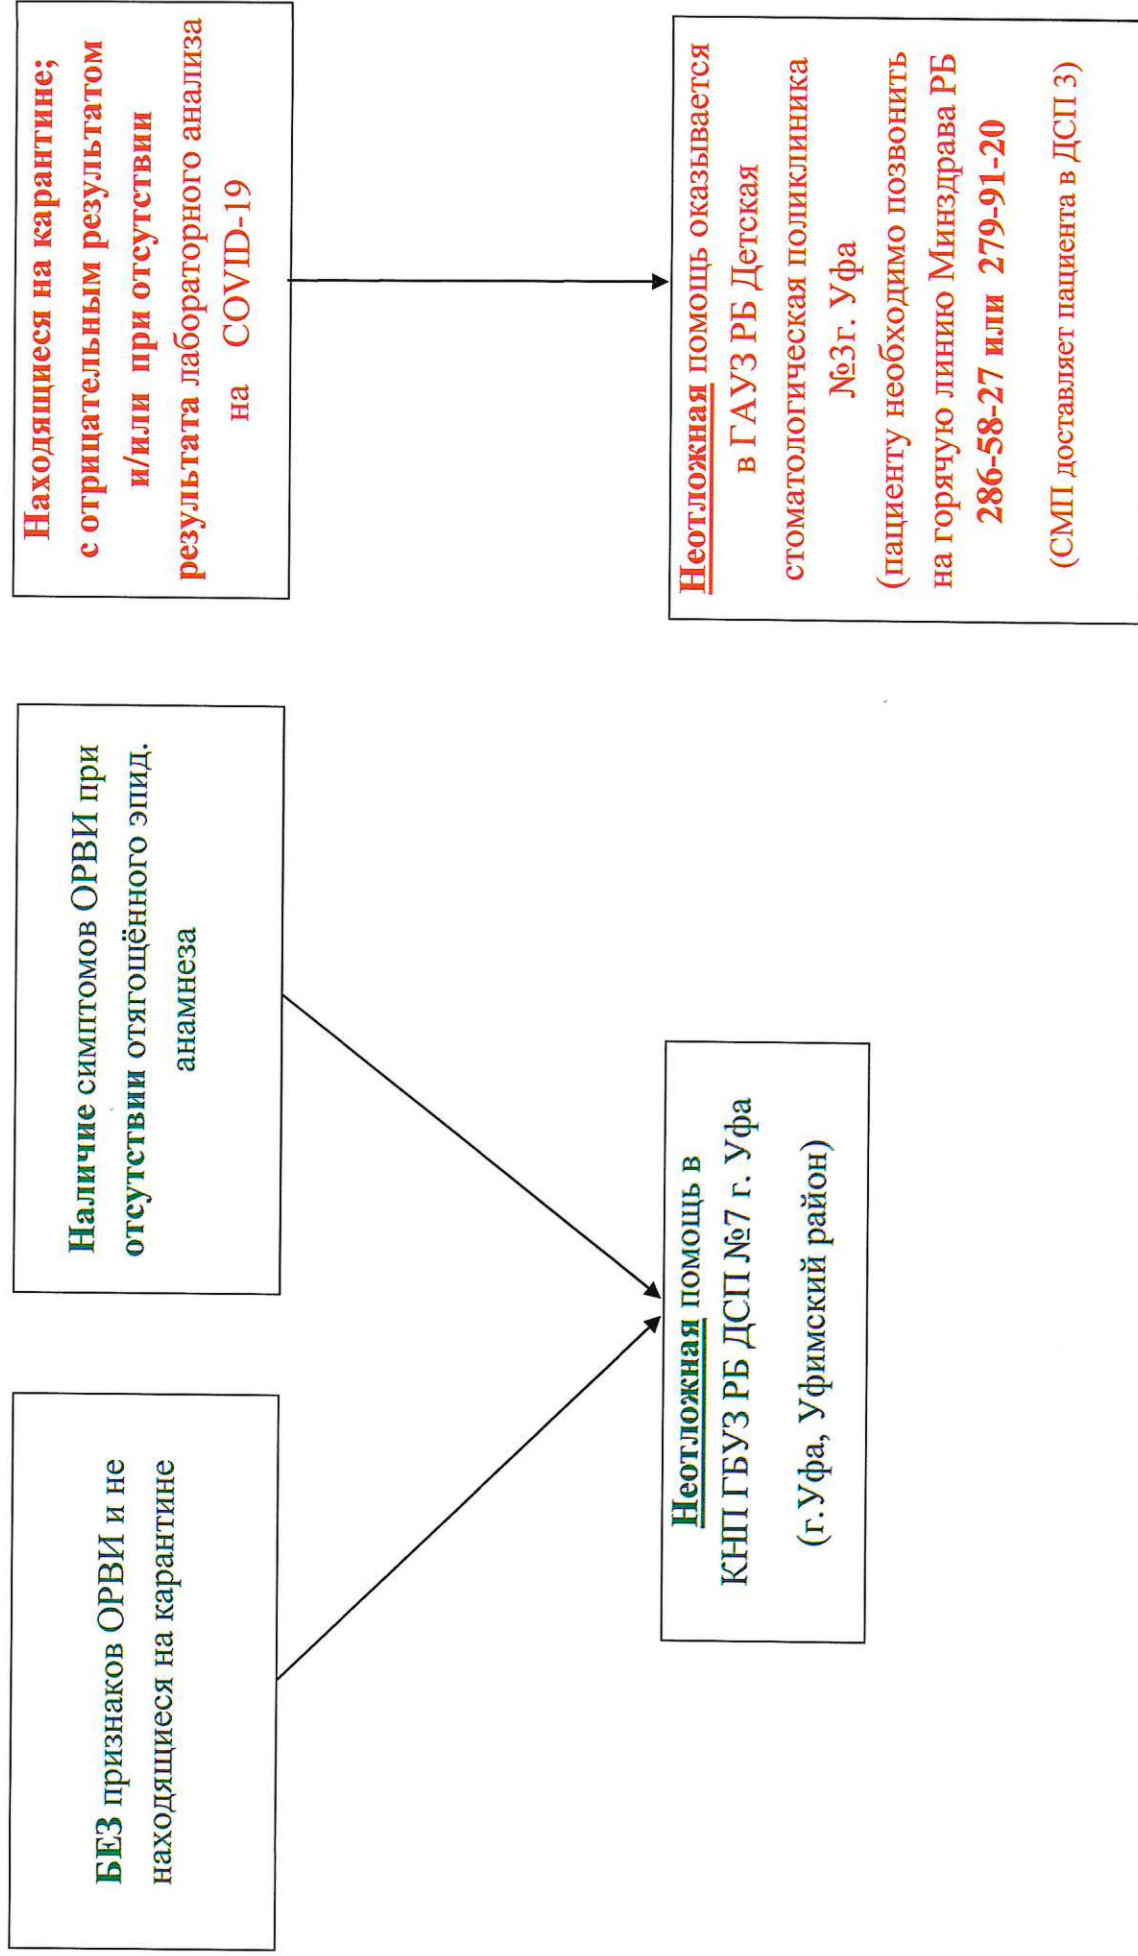 БЕЗ признаков ОРВИ и не
находящиеся на карантине
Наличие симптомов ОРВИ при
отсутствии отягощённого эпид.
анамнеза
Находящиеся на карантине;
с отрицательным результатом
и/или при отсутствии
результата лабораторного анализа
на COVID-19
Неотложная помощь в
КНП ГБУЗ РБ ДСП №7 г. Уфа
(г.Уфа, Уфимский район)
Неотложная помощь оказывается
в ГАУЗ РБ Детская
стоматологическая поликлиника
№3г. Уфа
(пациенту необходимо позвонить
на горячую линию Минздрава РБ
286-58-27 или 279-91-20
(СМП доставляет пациента в ДСП 3)